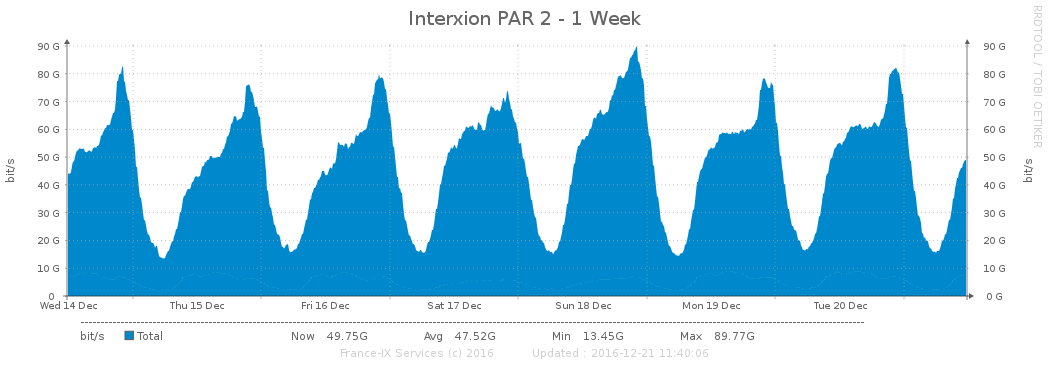 Interxion PAR 2 - 1 Week
RRDTOOL / TOBI OETIKER
bit/s
90 G 90 G
80 G 80 G
70 G 70 G
60 G 60 G
50 G 50 G
40 G 40 G
30 G 30 G
20 G 20 G
10 G 10 G
0 0 G
bit/s
Wed 14 Dec Thu 15 Dec Fri 16 Dec Sat 17 Dec Sun 18 Dec Mon 19 Dec Tue 20 Dec
bit/s Total Now 49.75G Avg 47.52G Min 13.45G Max 89.77G
France-IX Services (c) 2016 Updated : 2016-12-21 11:40:06